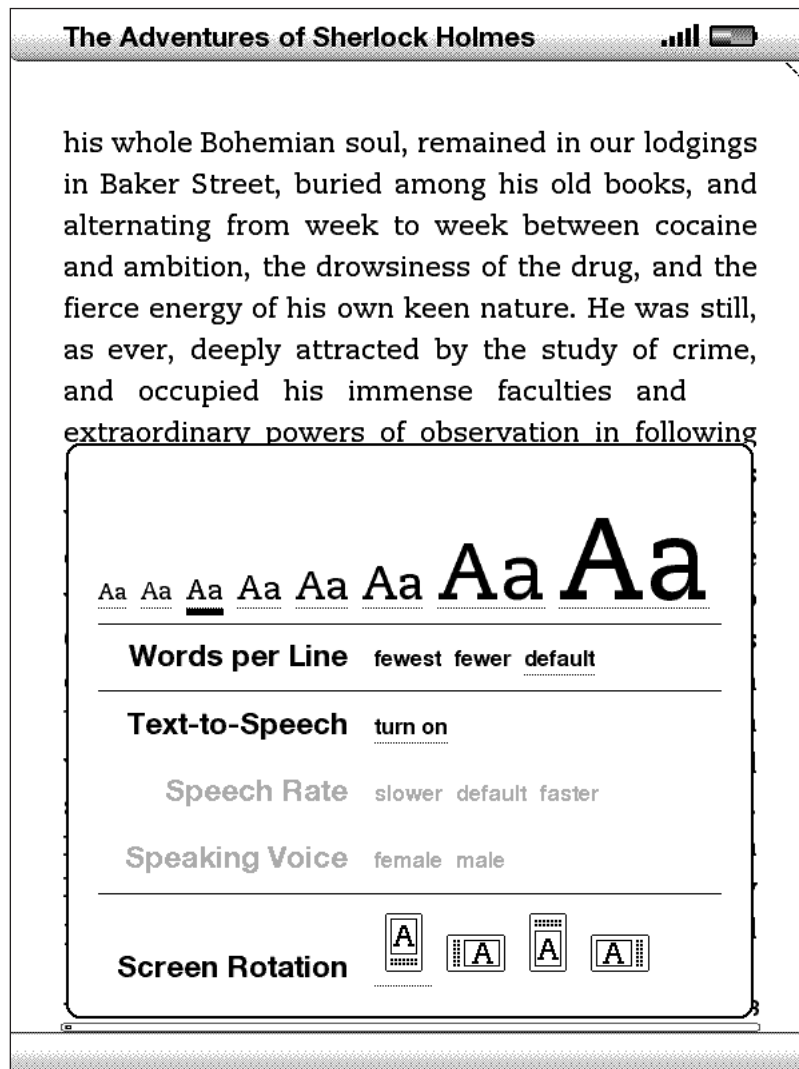 The Adventures of Sherlock Holmes
his whole Bohemian soul, remained in our lodgings
in Baker Street, buried among his old books, and
alternating from week to week between cocaine
and ambition, the drowsiness of the drug, and the
fierce energy of his own keen nature. He was still,
as ever, deeply attracted by the study of crime,
and occupied his immense faculties and
extraordinary powers of observation in following
Aa Aa Aa Aa Aa Aa Aa Aa
Words per Line fewest fewer default
Text-to-Speech turn on
Speech Rate slower default faster
Speaking Voice female male
Screen Rotation A A A A